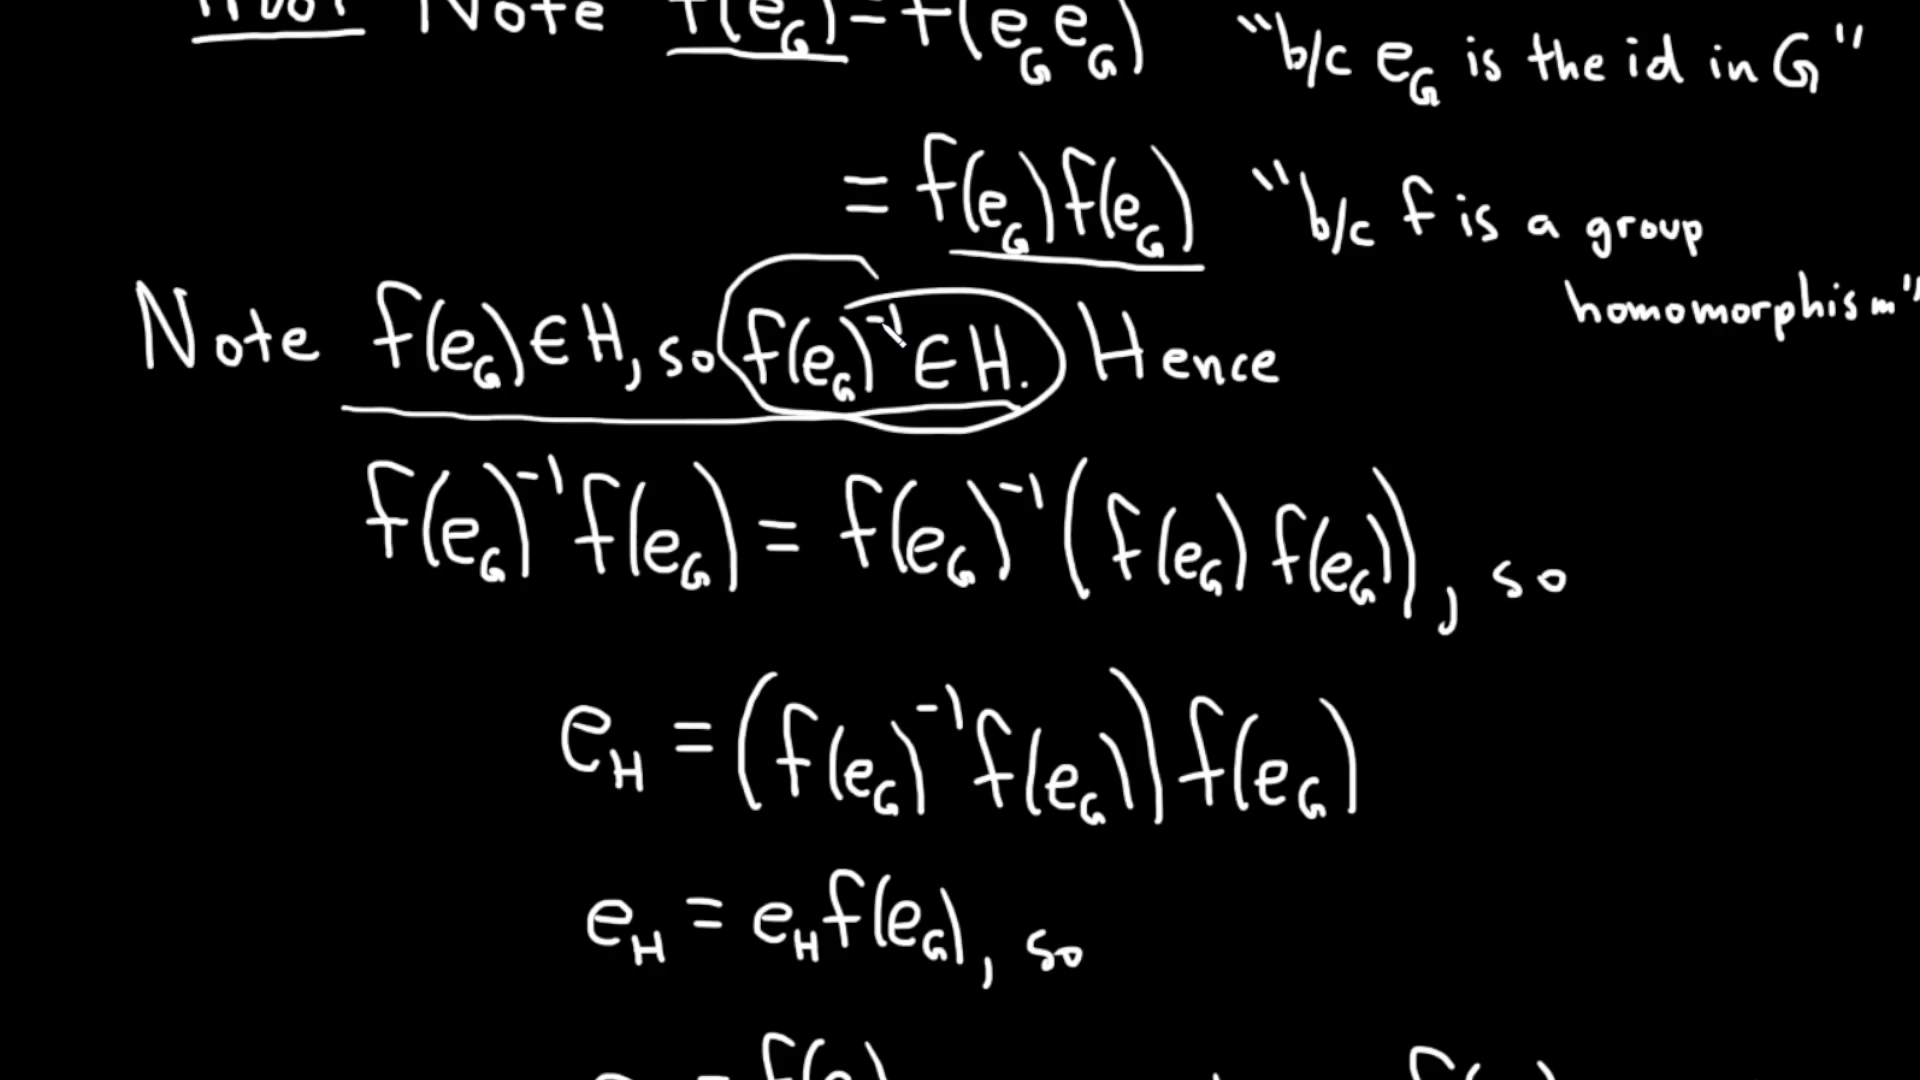 Proof Note f(e_G) = f(e_G e_G) "b/c e_G is the id in G"
= f(e_G) f(e_G) "b/c f is a group
homomorphism"
Note f(e_G) ∈ H, so f(e_G)^-1 ∈ H. Hence
f(e_G)^-1 f(e_G) = f(e_G)^-1 (f(e_G) f(e_G)), so
e_H = (f(e_G)^-1 f(e_G)) f(e_G)
e_H = e_H f(e_G), so